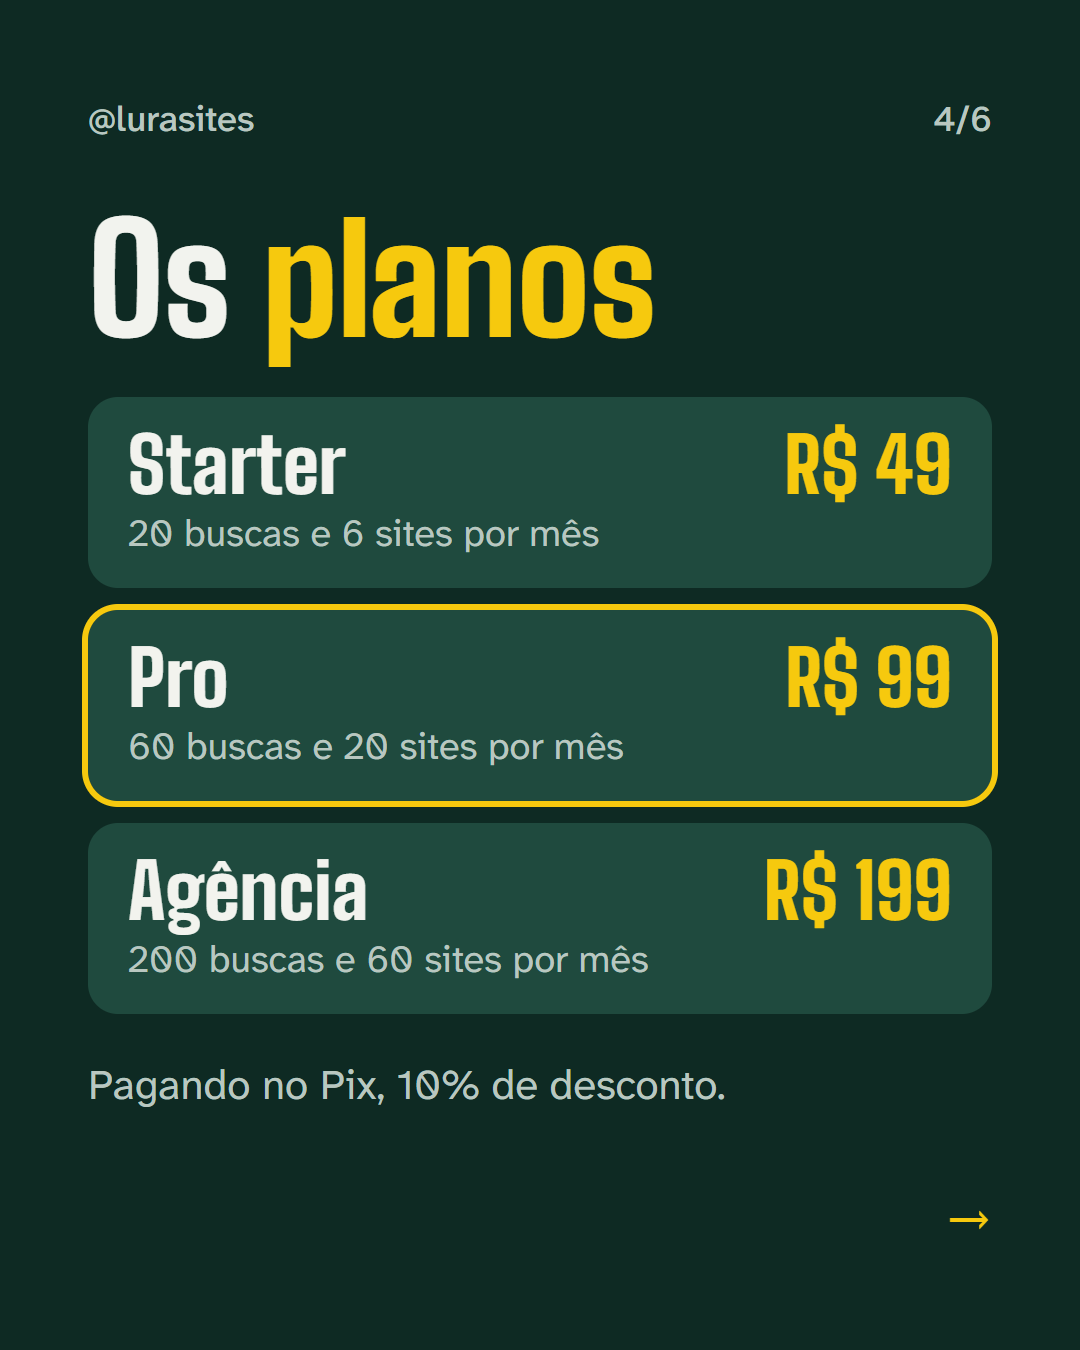 @lurasites 4/6
Os planos
Starter R$ 49
20 buscas e 6 sites por mês
Pro R$ 99
60 buscas e 20 sites por mês
Agência R$ 199
200 buscas e 60 sites por mês
Pagando no Pix, 10% de desconto.
→